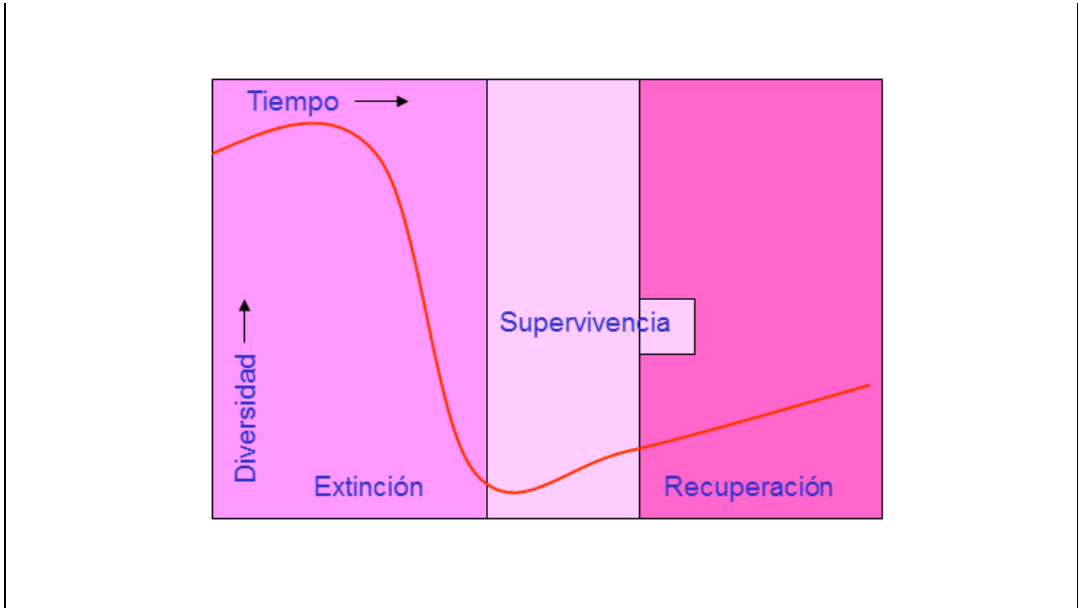 Tiempo
Supervivencia
Diversidad
Extinción
Recuperación